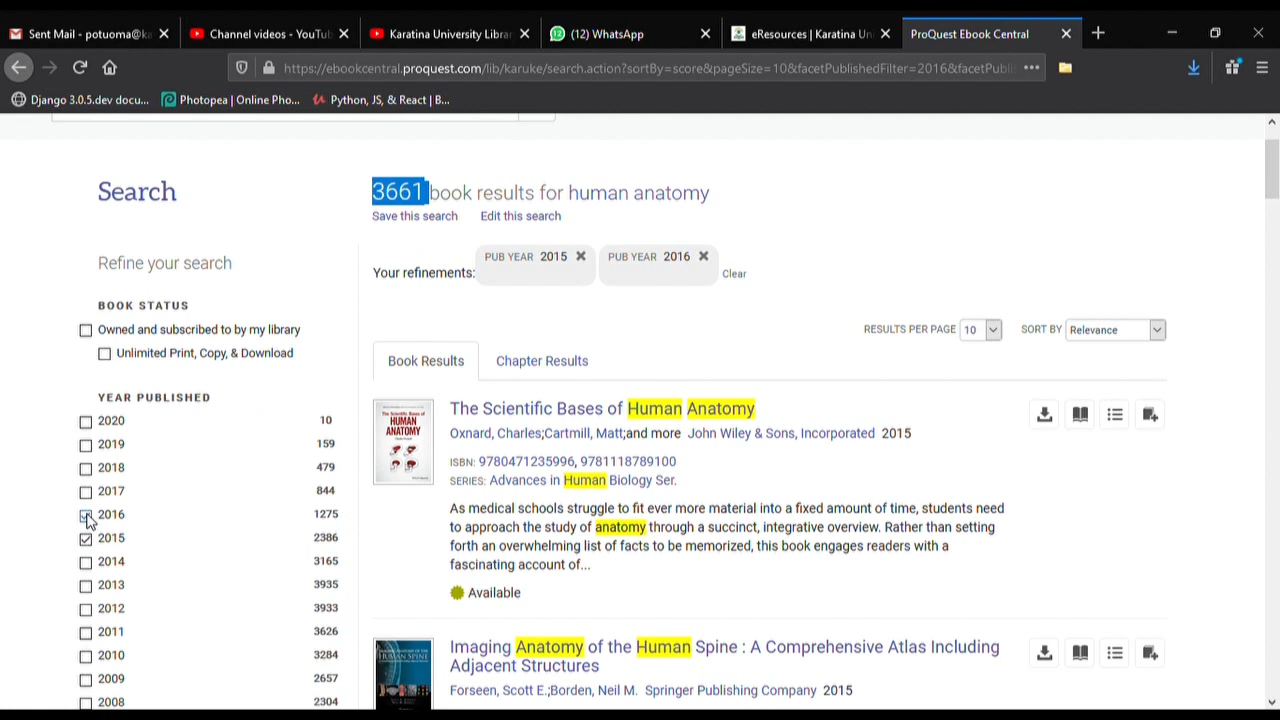 Sent Mail - potuoma@ka
Channel videos - YouTub
Karatina University Librar
(12) WhatsApp
eResources | Karatina Un
ProQuest Ebook Central
https://ebookcentral.proquest.com/lib/karuke/search.action?sortBy=score&pageSize=10&facetPublishedFilter=2016&facetPubli
Django 3.0.5.dev docu...
Photopea | Online Pho...
Python, JS, & React | B...
Search
3661 book results for human anatomy
Save this search Edit this search
Refine your search
Your refinements: PUB YEAR 2015 PUB YEAR 2016 Clear
BOOK STATUS
Owned and subscribed to by my library
Unlimited Print, Copy, & Download
RESULTS PER PAGE 10 SORT BY Relevance
Book Results Chapter Results
YEAR PUBLISHED
2020 10
2019 159
2018 479
2017 844
2016 1275
2015 2386
2014 3165
2013 3935
2012 3933
2011 3626
2010 3284
2009 2657
2008 2304
The Scientific Bases of Human Anatomy
Oxnard, Charles;Cartmill, Matt;and more John Wiley & Sons, Incorporated 2015
ISBN: 9780471235996, 9781118789100
SERIES: Advances in Human Biology Ser.
As medical schools struggle to fit ever more material into a fixed amount of time, students need
to approach the study of anatomy through a succinct, integrative overview. Rather than setting
forth an overwhelming list of facts to be memorized, this book engages readers with a
fascinating account of...
Available
Imaging Anatomy of the Human Spine : A Comprehensive Atlas Including
Adjacent Structures
Forseen, Scott E.;Borden, Neil M. Springer Publishing Company 2015